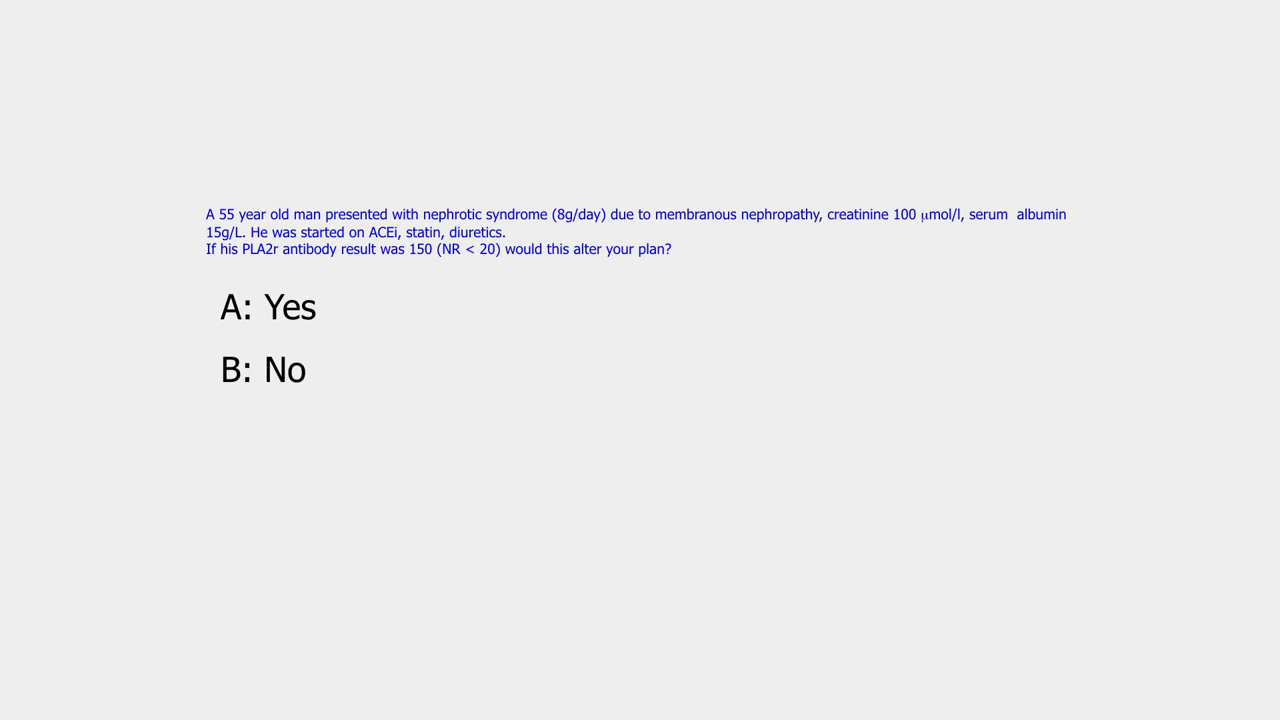 A 55 year old man presented with nephrotic syndrome (8g/day) due to membranous nephropathy, creatinine 100 μmol/l, serum  albumin
15g/L. He was started on ACEi, statin, diuretics.
If his PLA2r antibody result was 150 (NR < 20) would this alter your plan?
A: Yes
B: No